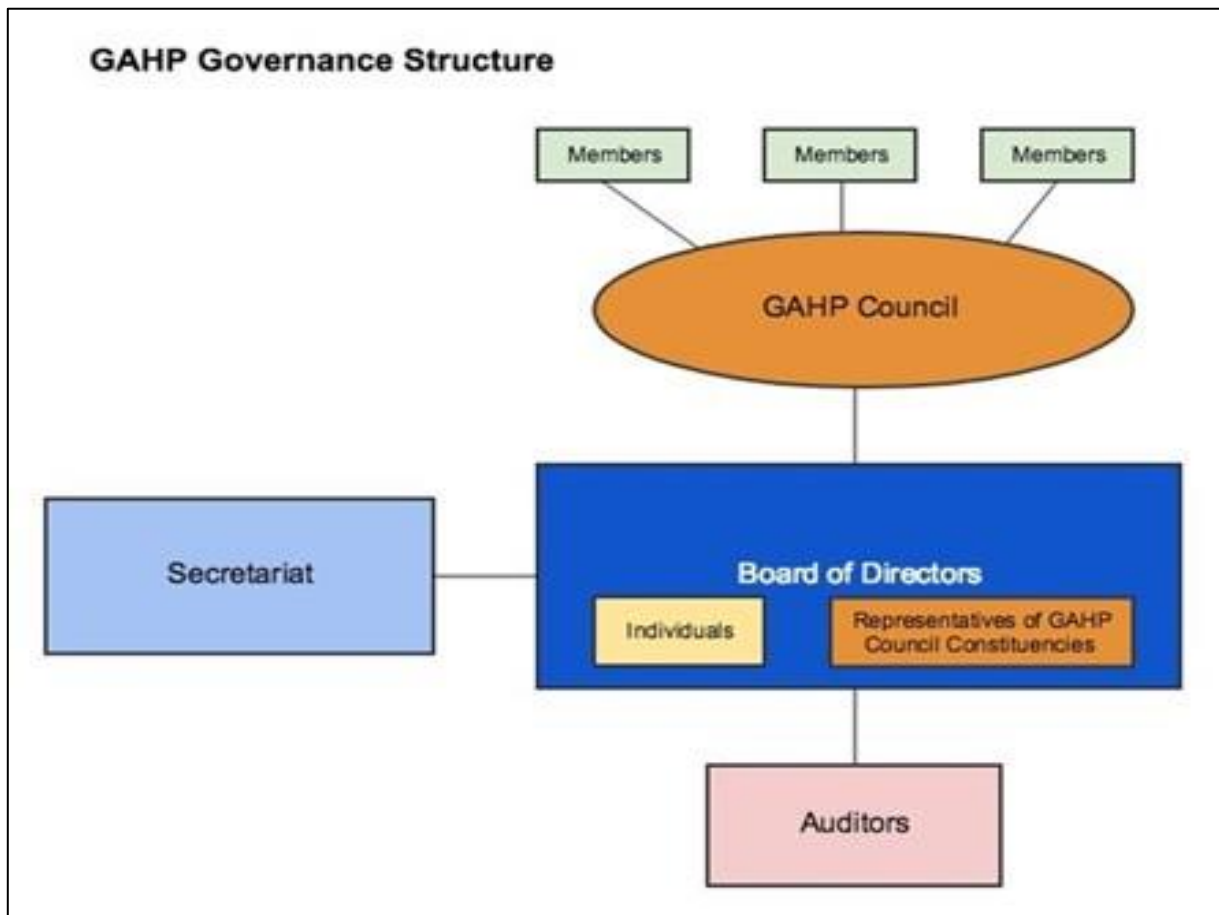 GAHP Governance Structure
Members
Members
Members
GAHP Council
Secretariat
Board of Directors
Individuals
Representatives of GAHP
Council Constituencies
Auditors